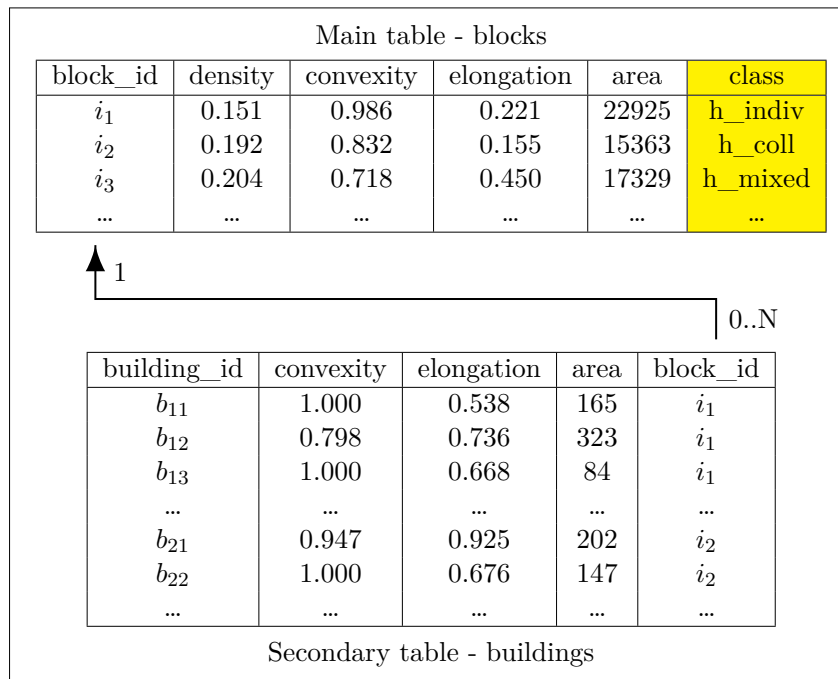 Main table - blocks
block_id density convexity elongation area class
i₁ 0.151 0.986 0.221 22925 h_indiv
i₂ 0.192 0.832 0.155 15363 h_coll
i₃ 0.204 0.718 0.450 17329 h_mixed
... ... ... ... ... ...
1
0..N
building_id convexity elongation area block_id
b₁₁ 1.000 0.538 165 i₁
b₁₂ 0.798 0.736 323 i₁
b₁₃ 1.000 0.668 84 i₁
... ... ... ... ...
b₂₁ 0.947 0.925 202 i₂
b₂₂ 1.000 0.676 147 i₂
... ... ... ... ...
Secondary table - buildings